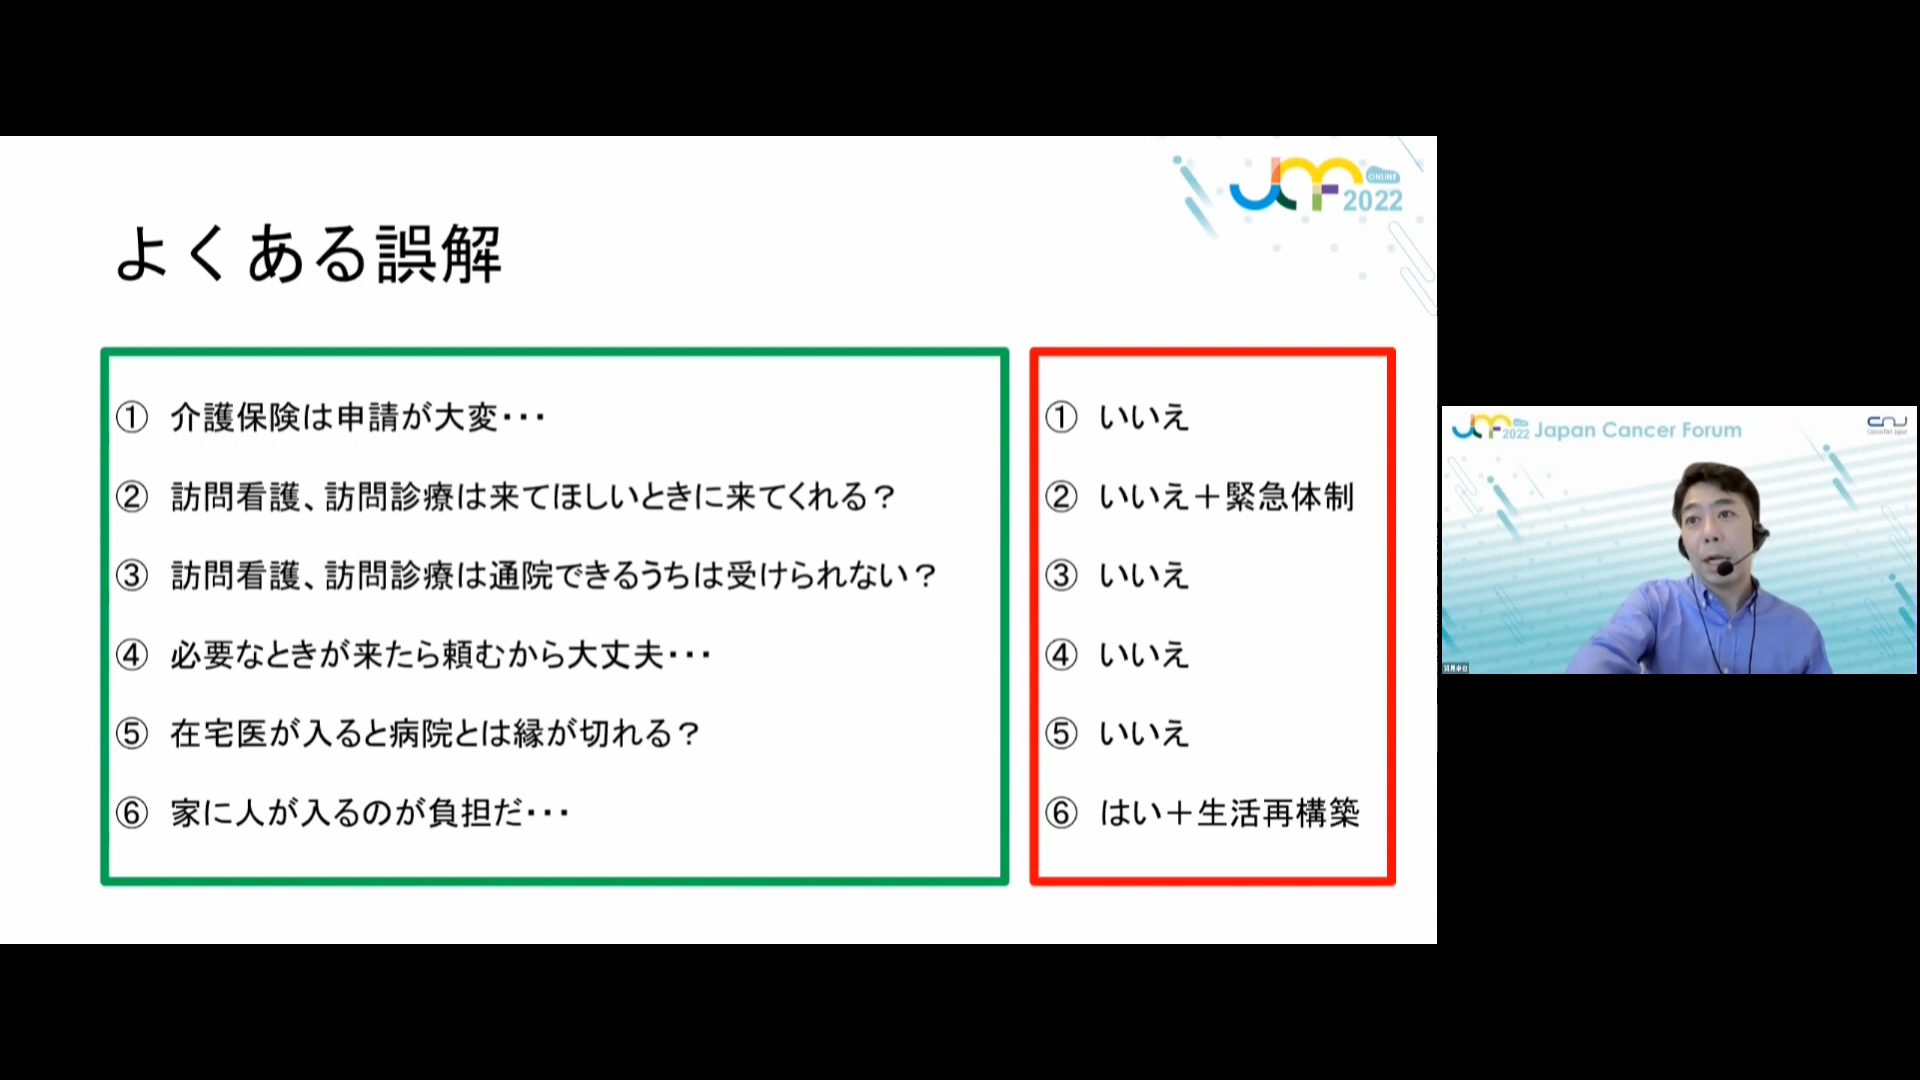 JCF ONLINE 2022
よくある誤解
① 介護保険は申請が大変・・・
② 訪問看護、訪問診療は来てほしいときに来てくれる？
③ 訪問看護、訪問診療は通院できるうちは受けられない？
④ 必要なときが来たら頼むから大丈夫・・・
⑤ 在宅医が入ると病院とは縁が切れる？
⑥ 家に人が入るのが負担だ・・・
① いいえ
② いいえ＋緊急体制
③ いいえ
④ いいえ
⑤ いいえ
⑥ はい＋生活再構築
JCF 2022 Japan Cancer Forum
CNJ